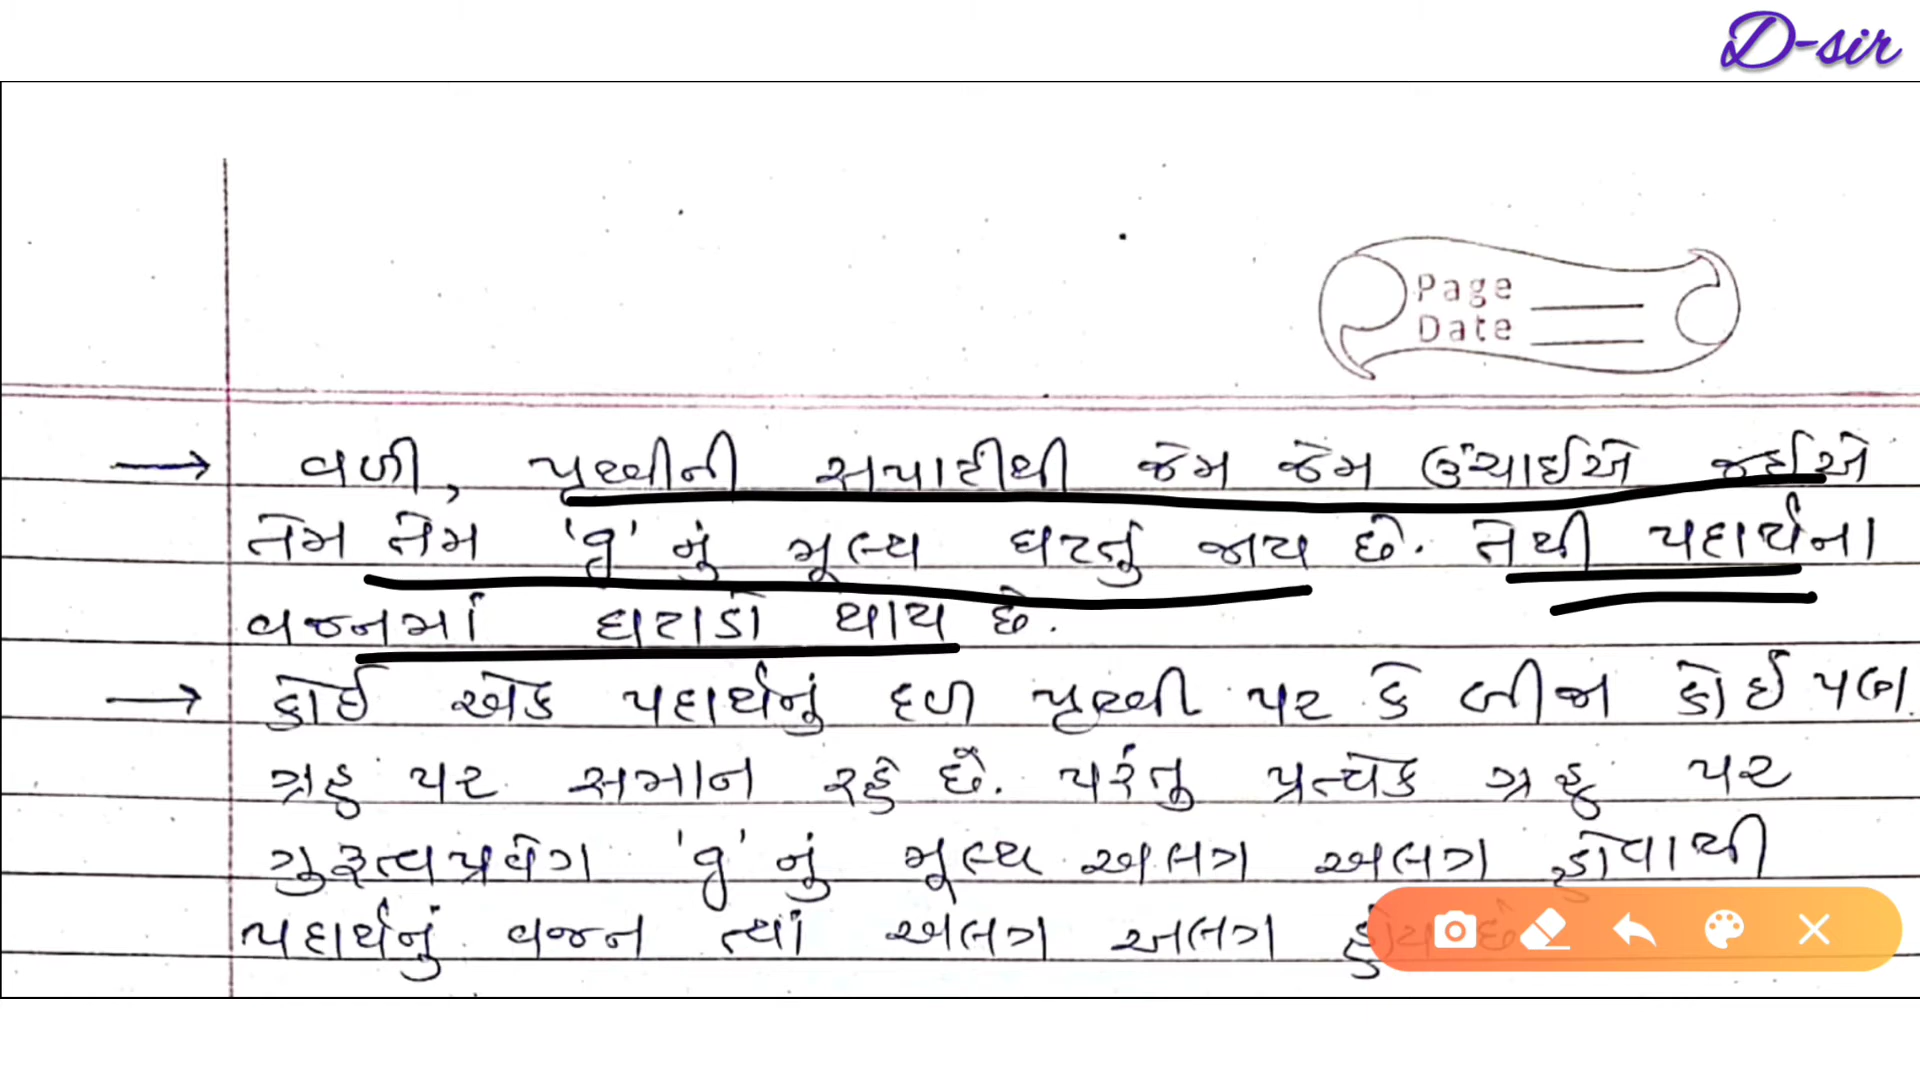 D-sir
Page
Date
→ વળી, પૃથ્વીની સપાટીથી જેમ જેમ ઉંચાઈએ જઈએ
તેમ તેમ 'g' નું મૂલ્ય ઘટતું જાય છે. તેથી પદાર્થના
વજનમાં ઘટાડો થાય છે.
→ કોઈ એક પદાર્થનું દળ પૃથ્વી પર કે બીજા કોઈ પણ
ગ્રહ પર સમાન રહે છે. પરંતુ પ્રત્યેક ગ્રહ પર
ગુરૂત્વપ્રવેગ 'g' નું મૂલ્ય અલગ અલગ હોવાથી
પદાર્થનું વજન ત્યાં અલગ અલગ હોય છે